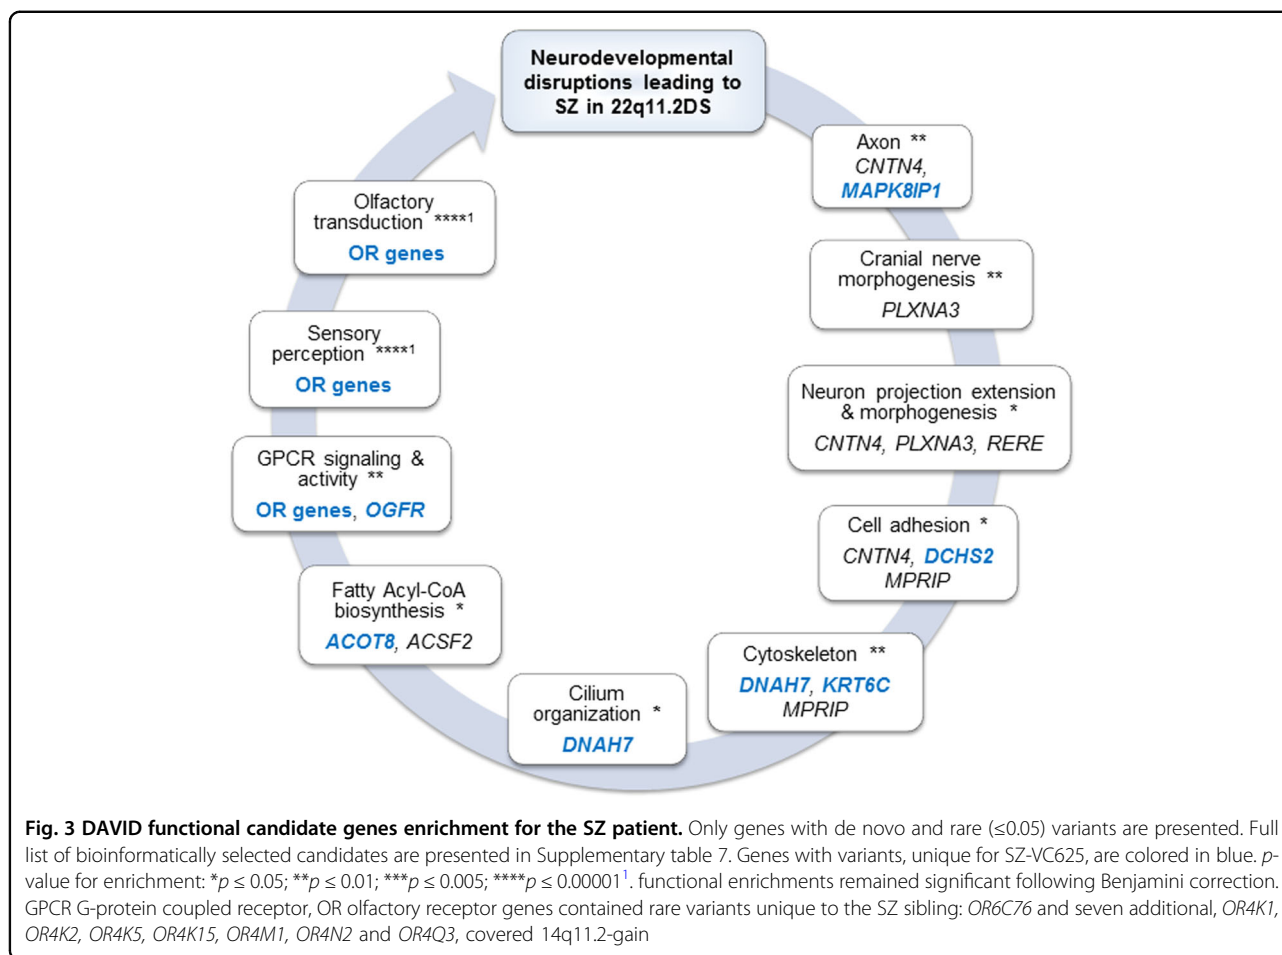 Neurodevelopmental
disruptions leading to
SZ in 22q11.2DS
Axon **
CNTN4,
MAPK8IP1
Cranial nerve
morphogenesis **
PLXNA3
Neuron projection extension
& morphogenesis *
CNTN4, PLXNA3, RERE
Cell adhesion *
CNTN4, DCHS2
MPRIP
Cytoskeleton **
DNAH7, KRT6C
MPRIP
Cilium
organization *
DNAH7
Fatty Acyl-CoA
biosynthesis *
ACOT8, ACSF2
GPCR signaling &
activity **
OR genes, OGFR
Sensory
perception ****1
OR genes
Olfactory
transduction ****1
OR genes
Fig. 3 DAVID functional candidate genes enrichment for the SZ patient. Only genes with de novo and rare (≤0.05) variants are presented. Full
list of bioinformatically selected candidates are presented in Supplementary table 7. Genes with variants, unique for SZ-VC625, are colored in blue. p-
value for enrichment: *p ≤ 0.05; **p ≤ 0.01; ***p ≤ 0.005; ****p ≤ 0.00001¹. functional enrichments remained significant following Benjamini correction.
GPCR G-protein coupled receptor, OR olfactory receptor genes contained rare variants unique to the SZ sibling: OR6C76 and seven additional, OR4K1,
OR4K2, OR4K5, OR4K15, OR4M1, OR4N2 and OR4Q3, covered 14q11.2-gain